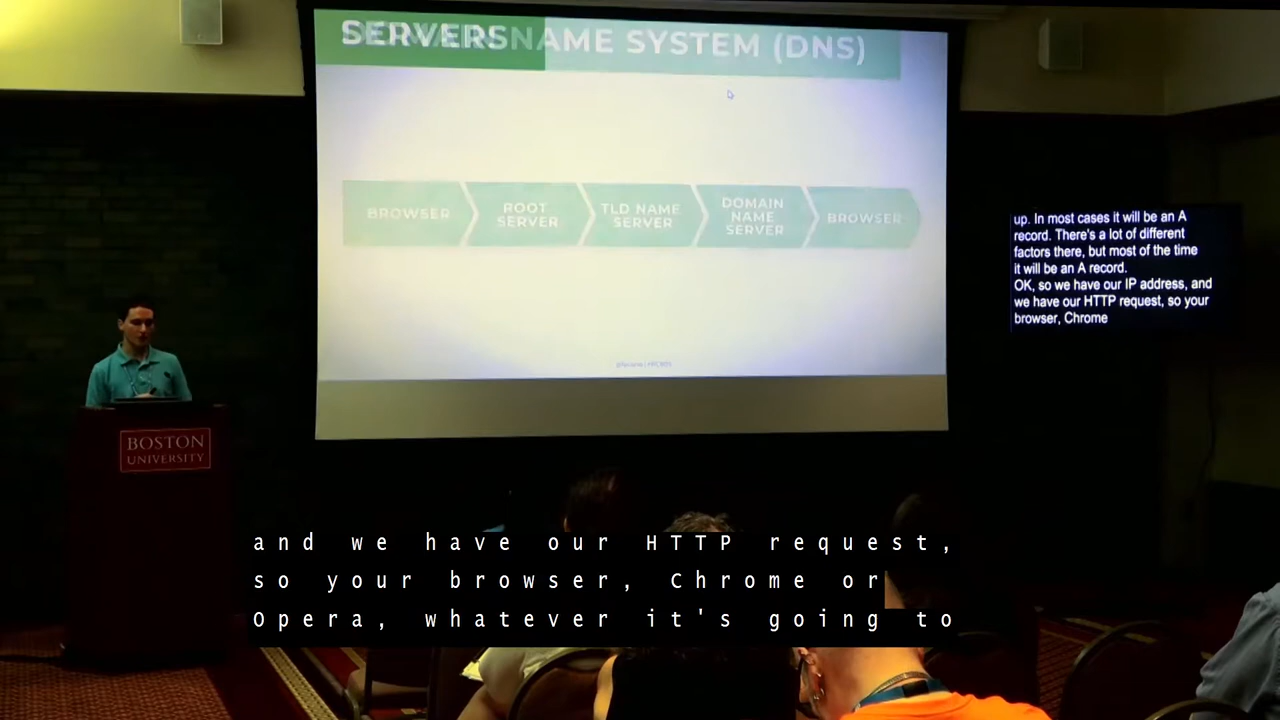 SERVERS
NAME SYSTEM (DNS)
BROWSER
ROOT
SERVER
TLD NAME
SERVER
DOMAIN
NAME
SERVER
BROWSER
up. In most cases it will be an A
record. There's a lot of different
factors there, but most of the time
it will be an A record.
OK, so we have our IP address, and
we have our HTTP request, so your
browser, Chrome
BOSTON
UNIVERSITY
and we have our HTTP request,
so your browser, Chrome or
Opera, whatever it's going to